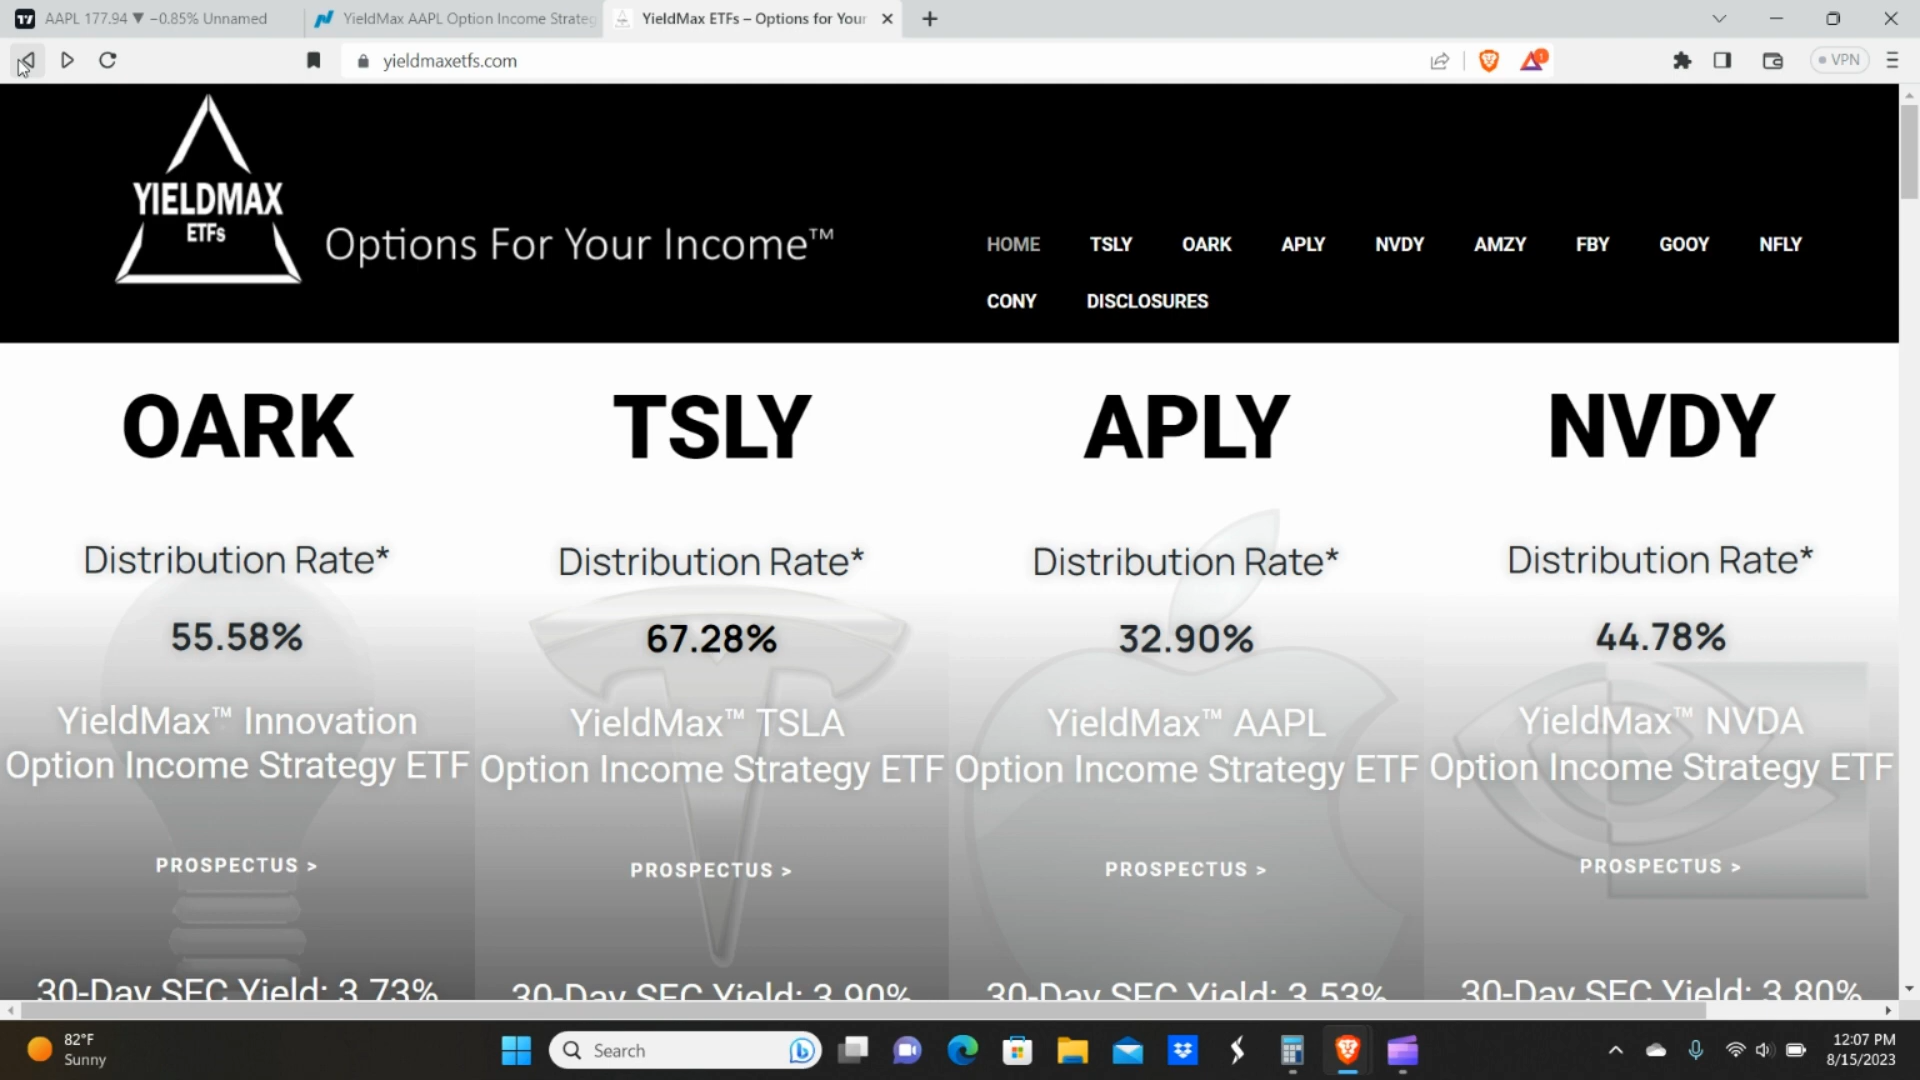 AAPL 177.94 ▼ −0.85% Unnamed
YieldMax AAPL Option Income Strateg
YieldMax ETFs – Options for Your
yieldmaxetfs.com
1
VPN
YIELDMAX
ETFs
Options For Your Income™
HOME TSLY OARK APLY NVDY AMZY FBY GOOY NFLY
CONY DISCLOSURES
OARK
Distribution Rate*
55.58%
YieldMax™ Innovation
Option Income Strategy ETF
PROSPECTUS >
30-Day SEC Yield: 3.73%
TSLY
Distribution Rate*
67.28%
YieldMax™ TSLA
Option Income Strategy ETF
PROSPECTUS >
30-Day SEC Yield: 3.90%
APLY
Distribution Rate*
32.90%
YieldMax™ AAPL
Option Income Strategy ETF
PROSPECTUS >
30-Day SEC Yield: 3.53%
NVDY
Distribution Rate*
44.78%
YieldMax™ NVDA
Option Income Strategy ETF
PROSPECTUS >
30-Day SEC Yield: 3.80%
82°F
Sunny
Search
12:07 PM
8/15/2023